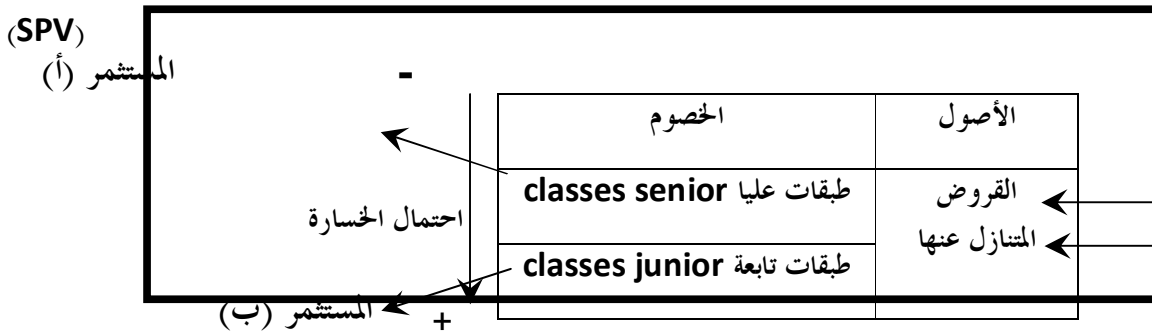 (SPV)
المستثمر (أ)
-
الأصول
الخصوم
القروض
المتنازل عنها
طبقات عليا classes senior
احتمال الخسارة
طبقات تابعة classes junior
المستثمر (ب)
+